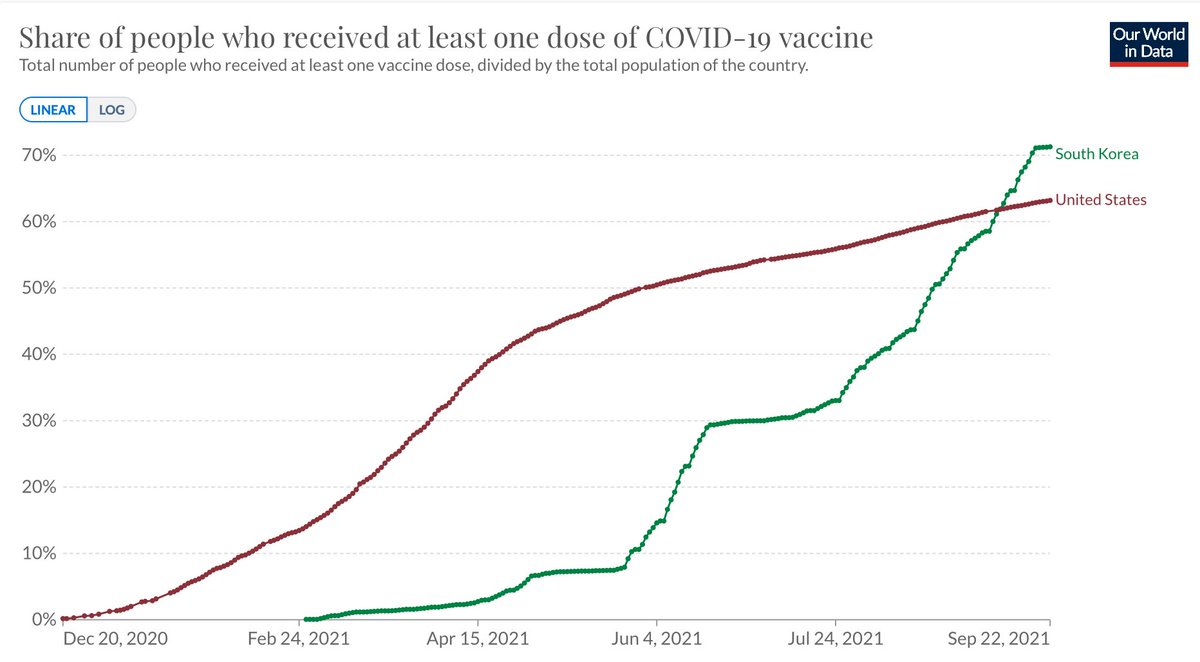 Share of people who received at least one dose of COVID-19 vaccine
Total number of people who received at least one vaccine dose, divided by the total population of the country.
Our World
in Data
LINEAR LOG
70%
60%
50%
40%
30%
20%
10%
0%
South Korea
United States
Dec 20, 2020 Feb 24, 2021 Apr 15, 2021 Jun 4, 2021 Jul 24, 2021 Sep 22, 2021